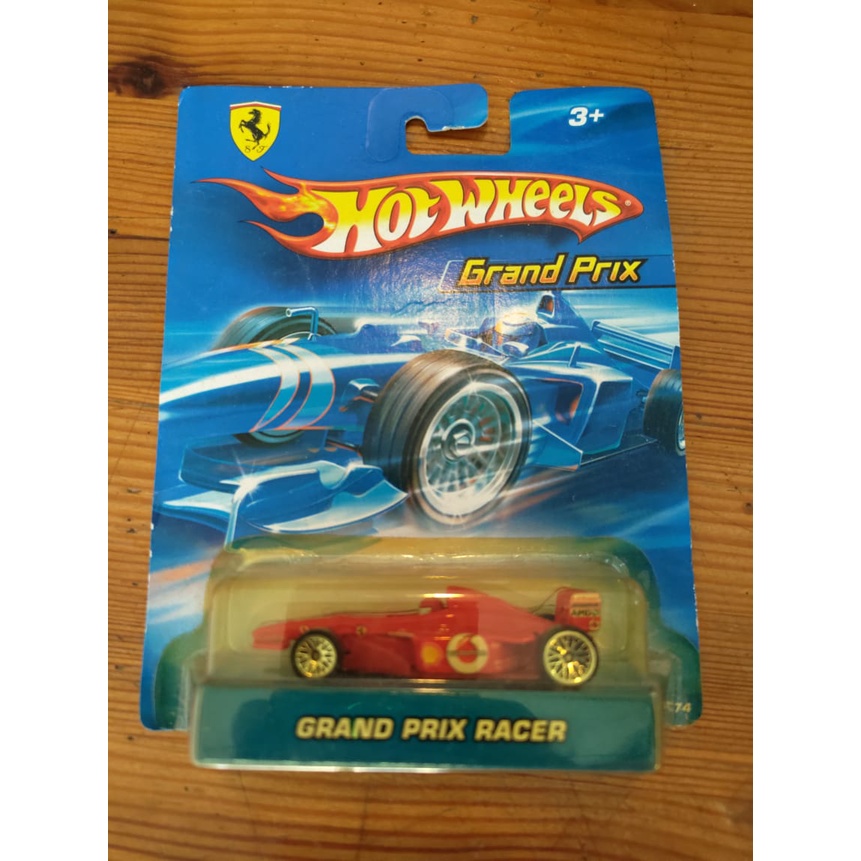 3+
S F
HOT WHEELS
Grand Prix
GRAND PRIX RACER